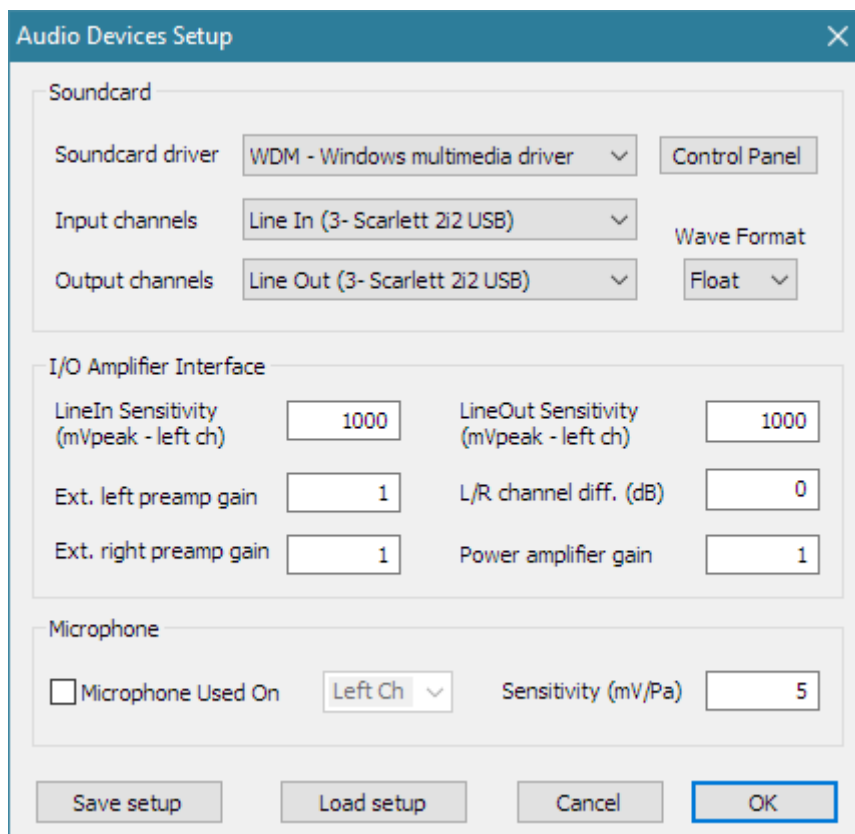 Audio Devices Setup
Soundcard
Soundcard driver WDM - Windows multimedia driver Control Panel
Input channels Line In (3- Scarlett 2i2 USB)
Wave Format
Output channels Line Out (3- Scarlett 2i2 USB) Float
I/O Amplifier Interface
LineIn Sensitivity
(mVpeak - left ch) 1000
LineOut Sensitivity
(mVpeak - left ch) 1000
Ext. left preamp gain 1
L/R channel diff. (dB) 0
Ext. right preamp gain 1
Power amplifier gain 1
Microphone
Microphone Used On Left Ch Sensitivity (mV/Pa) 5
Save setup Load setup Cancel OK